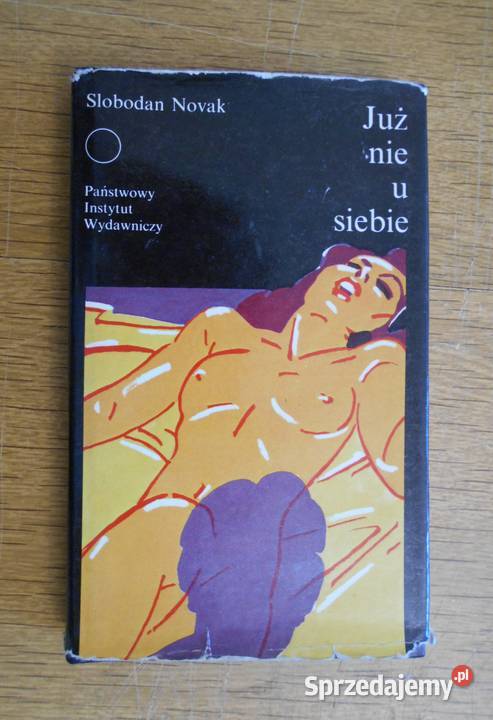 Slobodan Novak
Państwowy
Instytut
Wydawniczy
Już
nie
u
siebie
Sprzedajemy.pl